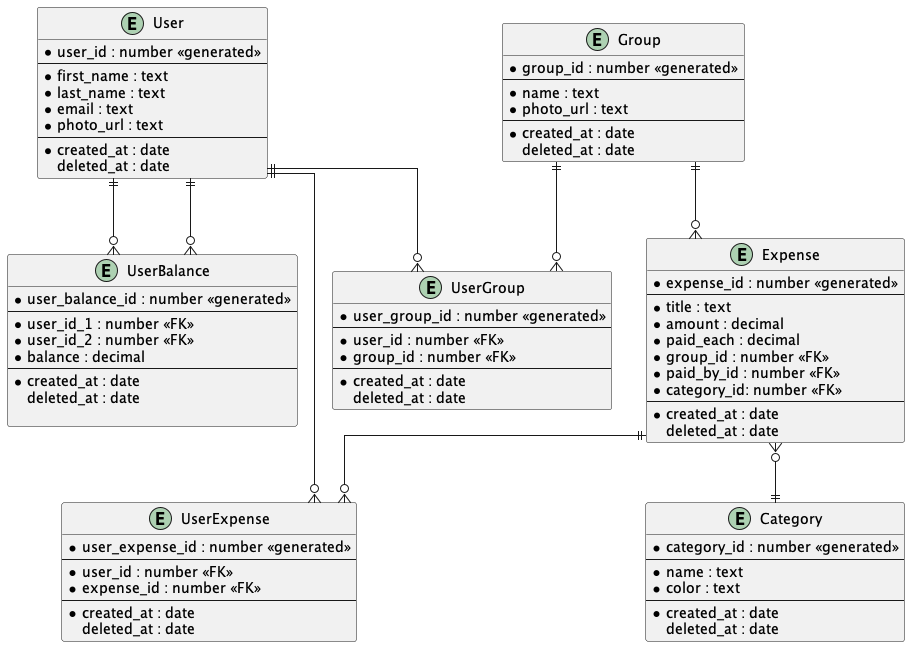 E User
user_id : number «generated»
first_name : text
last_name : text
email : text
photo_url : text
created_at : date
deleted_at : date
E Group
group_id : number «generated»
name : text
photo_url : text
created_at : date
deleted_at : date
E UserBalance
user_balance_id : number «generated»
user_id_1 : number «FK»
user_id_2 : number «FK»
balance : decimal
created_at : date
deleted_at : date
E UserGroup
user_group_id : number «generated»
user_id : number «FK»
group_id : number «FK»
created_at : date
deleted_at : date
E Expense
expense_id : number «generated»
title : text
amount : decimal
paid_each : decimal
group_id : number «FK»
paid_by_id : number «FK»
category_id: number «FK»
created_at : date
deleted_at : date
E UserExpense
user_expense_id : number «generated»
user_id : number «FK»
expense_id : number «FK»
created_at : date
deleted_at : date
E Category
category_id : number «generated»
name : text
color : text
created_at : date
deleted_at : date